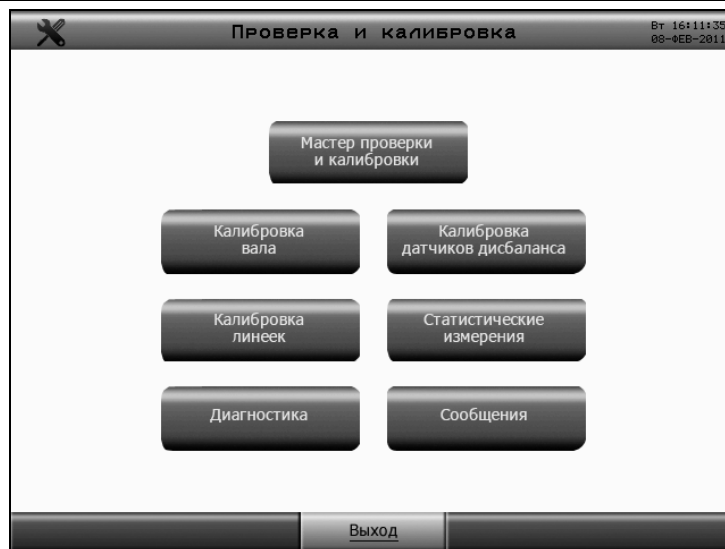 Проверка и калибровка
Вт 16:11:35
08-ФЕВ-2011
Мастер проверки
и калибровки
Калибровка
вала
Калибровка
датчиков дисбаланса
Калибровка
линеек
Статистические
измерения
Диагностика
Сообщения
Выход